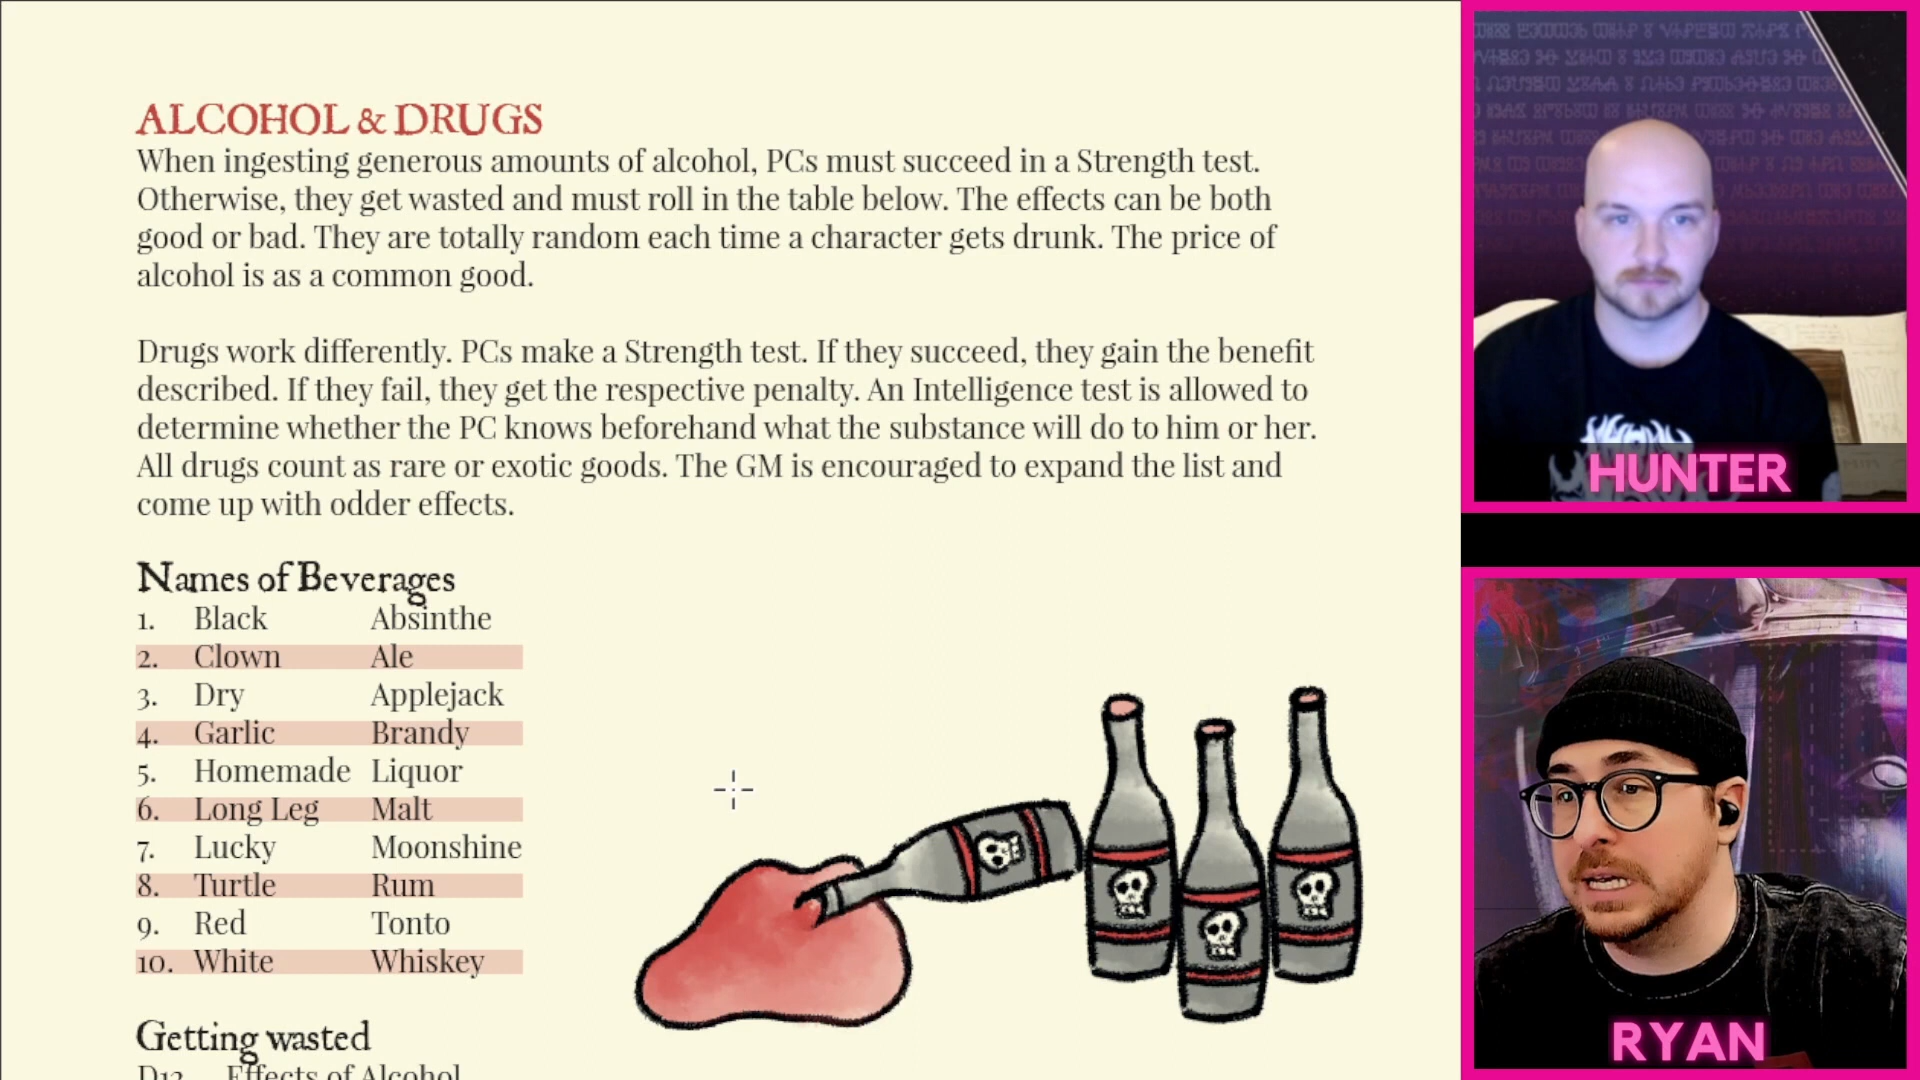 ALCOHOL & DRUGS
When ingesting generous amounts of alcohol, PCs must succeed in a Strength test.
Otherwise, they get wasted and must roll in the table below. The effects can be both
good or bad. They are totally random each time a character gets drunk. The price of
alcohol is as a common good.
Drugs work differently. PCs make a Strength test. If they succeed, they gain the benefit
described. If they fail, they get the respective penalty. An Intelligence test is allowed to
determine whether the PC knows beforehand what the substance will do to him or her.
All drugs count as rare or exotic goods. The GM is encouraged to expand the list and
come up with odder effects.
Names of Beverages
1. Black Absinthe
2. Clown Ale
3. Dry Applejack
4. Garlic Brandy
5. Homemade Liquor
6. Long Leg Malt
7. Lucky Moonshine
8. Turtle Rum
9. Red Tonto
10. White Whiskey
Getting wasted
D12 Effects of Alcohol
HUNTER
RYAN